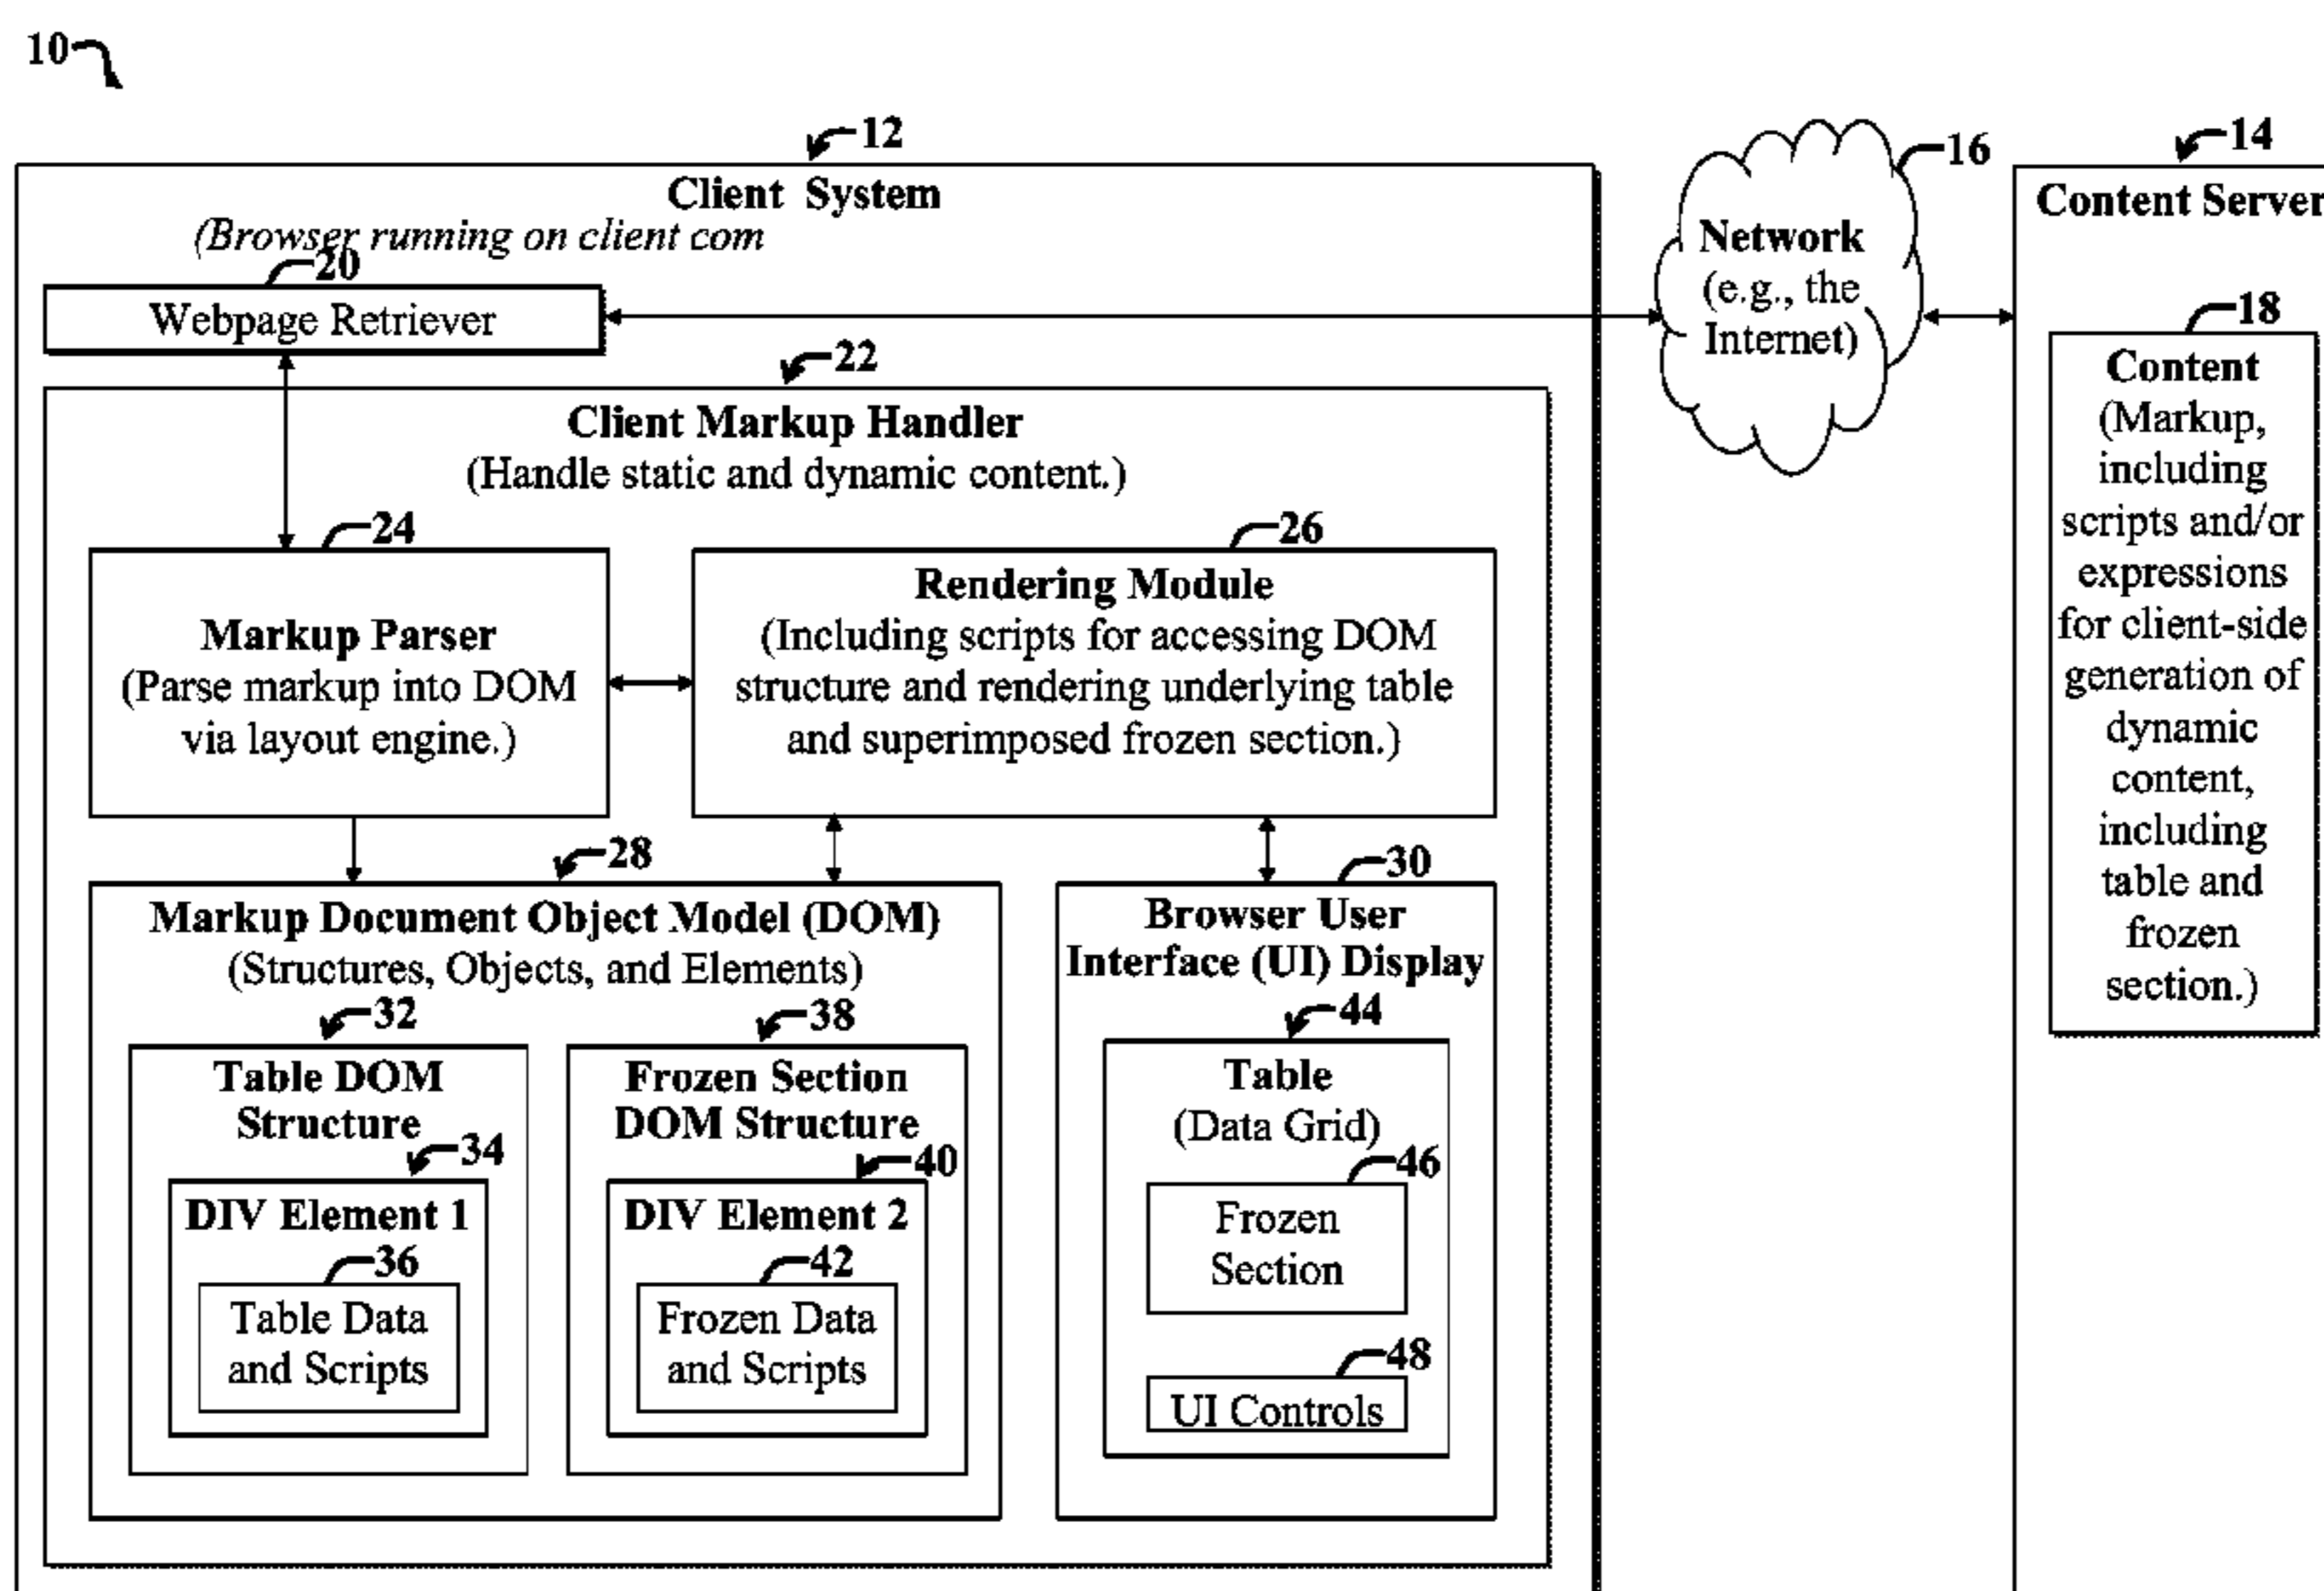 10
12
Client System
(Browser running on client com
20
Webpage Retriever
22
Client Markup Handler
(Handle static and dynamic content.)
24
Markup Parser
(Parse markup into DOM
via layout engine.)
26
Rendering Module
(Including scripts for accessing DOM
structure and rendering underlying table
and superimposed frozen section.)
28
Markup Document Object Model (DOM)
(Structures, Objects, and Elements)
32
Table DOM
Structure
34
DIV Element 1
36
Table Data
and Scripts
38
Frozen Section
DOM Structure
40
DIV Element 2
42
Frozen Data
and Scripts
30
Browser User
Interface (UI) Display
44
Table
(Data Grid)
46
Frozen
Section
48
UI Controls
16
Network
(e.g., the
Internet)
14
Content Server
18
Content
(Markup,
including
scripts and/or
expressions
for client-side
generation of
dynamic
content,
including
table and
frozen
section.)